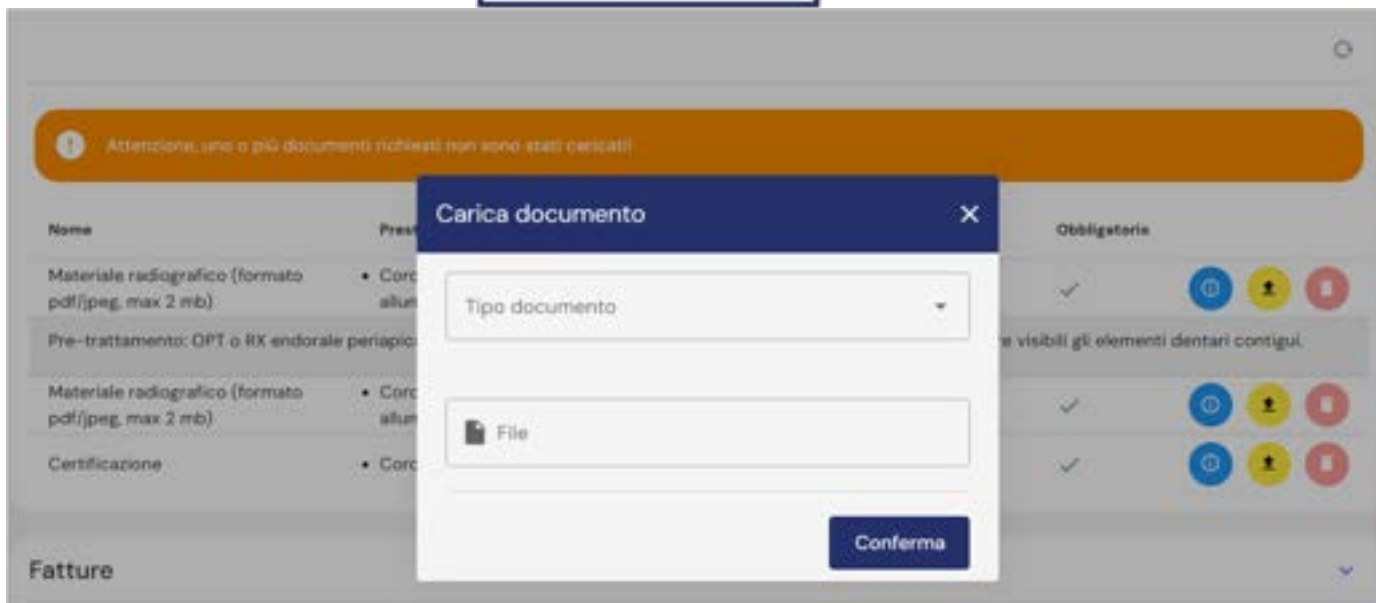 Attenzione, uno o più documenti richiesti non sono stati caricati!
Carica documento
Nome
Obbligatorio
Materiale radiografico (formato
pdf/jpeg, max 2 mb)
Tipo documento
Pre-trattamento: OPT o RX endorale
visibili gli elementi dentari contigui.
Materiale radiografico (formato
pdf/jpeg, max 2 mb)
File
Certificazione
Conferma
Fatture